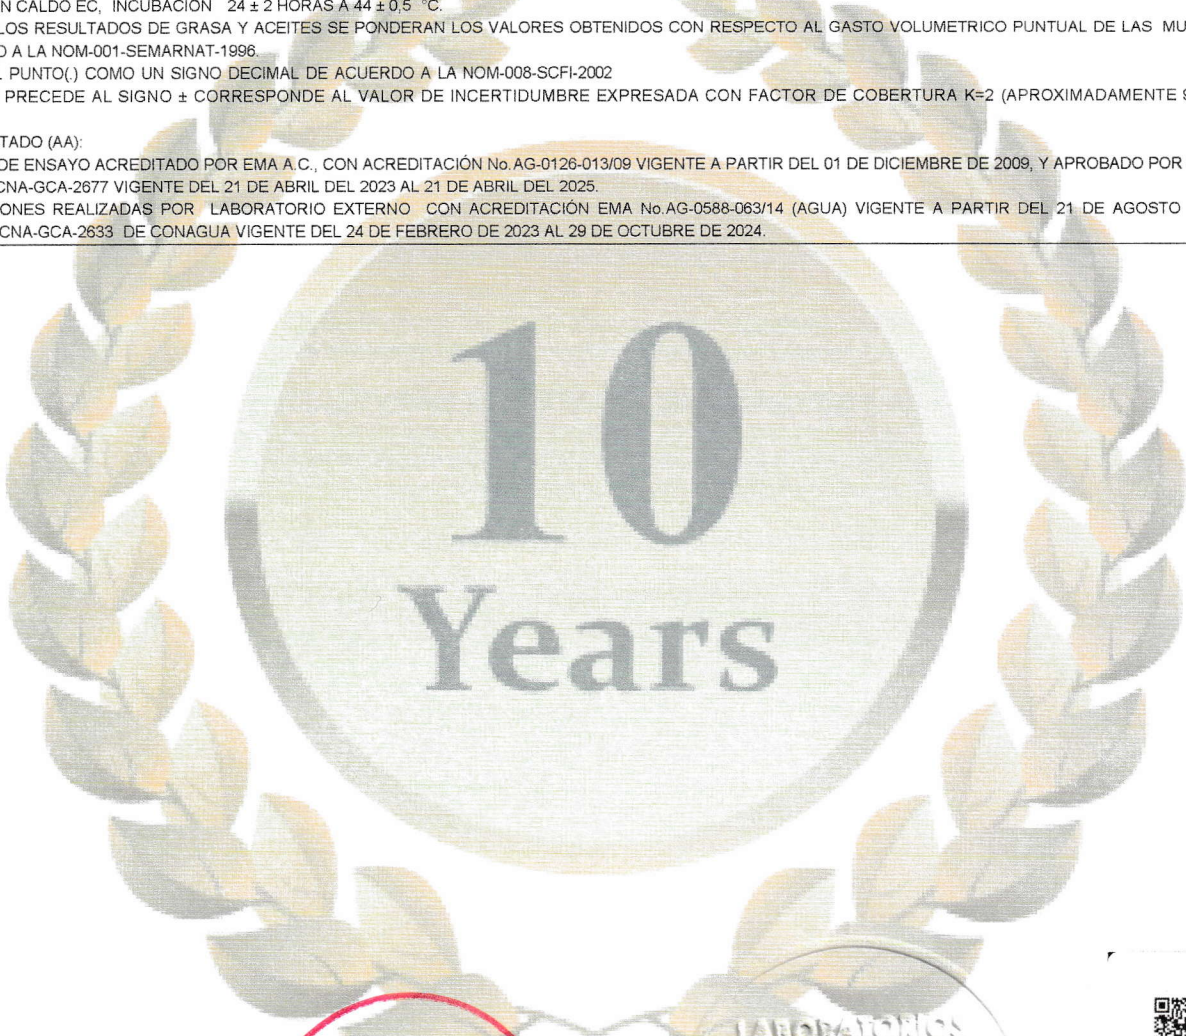 N CALDO EC, INCUBACION 24 ± 2 HORAS A 44 ± 0,5 °C.
LOS RESULTADOS DE GRASA Y ACEITES SE PONDERAN LOS VALORES OBTENIDOS CON RESPECTO AL GASTO VOLUMETRICO PUNTUAL DE LAS MU
O A LA NOM-001-SEMARNAT-1996.
PUNTO(.) COMO UN SIGNO DECIMAL DE ACUERDO A LA NOM-008-SCFI-2002
PRECEDE AL SIGNO ± CORRESPONDE AL VALOR DE INCERTIDUMBRE EXPRESADA CON FACTOR DE COBERTURA K=2 (APROXIMADAMENTE 9
TADO (AA):
DE ENSAYO ACREDITADO POR EMA A.C., CON ACREDITACIÓN No.AG-0126-013/09 VIGENTE A PARTIR DEL 01 DE DICIEMBRE DE 2009, Y APROBADO POR
CNA-GCA-2677 VIGENTE DEL 21 DE ABRIL DEL 2023 AL 21 DE ABRIL DEL 2025.
ONES REALIZADAS POR LABORATORIO EXTERNO CON ACREDITACIÓN EMA No.AG-0588-063/14 (AGUA) VIGENTE A PARTIR DEL 21 DE AGOSTO
CNA-GCA-2633 DE CONAGUA VIGENTE DEL 24 DE FEBRERO DE 2023 AL 29 DE OCTUBRE DE 2024.
10
Years
LABORATORIOS